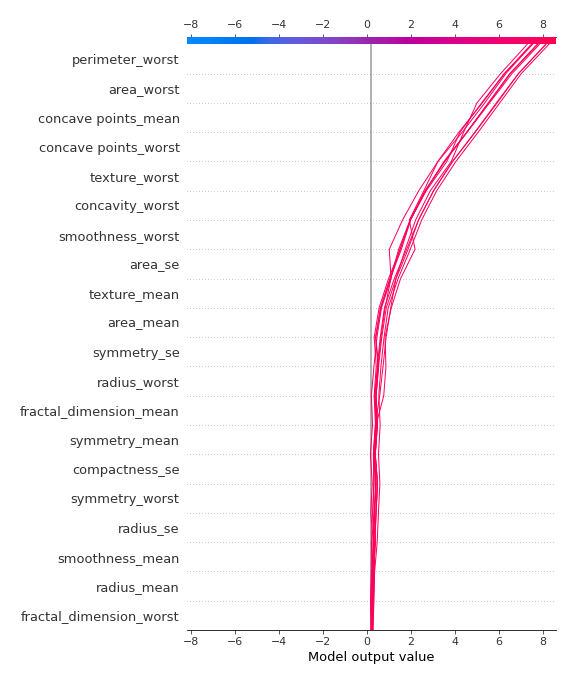 −8 −6 −4 −2 0 2 4 6 8
perimeter_worst
area_worst
concave points_mean
concave points_worst
texture_worst
concavity_worst
smoothness_worst
area_se
texture_mean
area_mean
symmetry_se
radius_worst
fractal_dimension_mean
symmetry_mean
compactness_se
symmetry_worst
radius_se
smoothness_mean
radius_mean
fractal_dimension_worst
−8 −6 −4 −2 0 2 4 6 8
Model output value